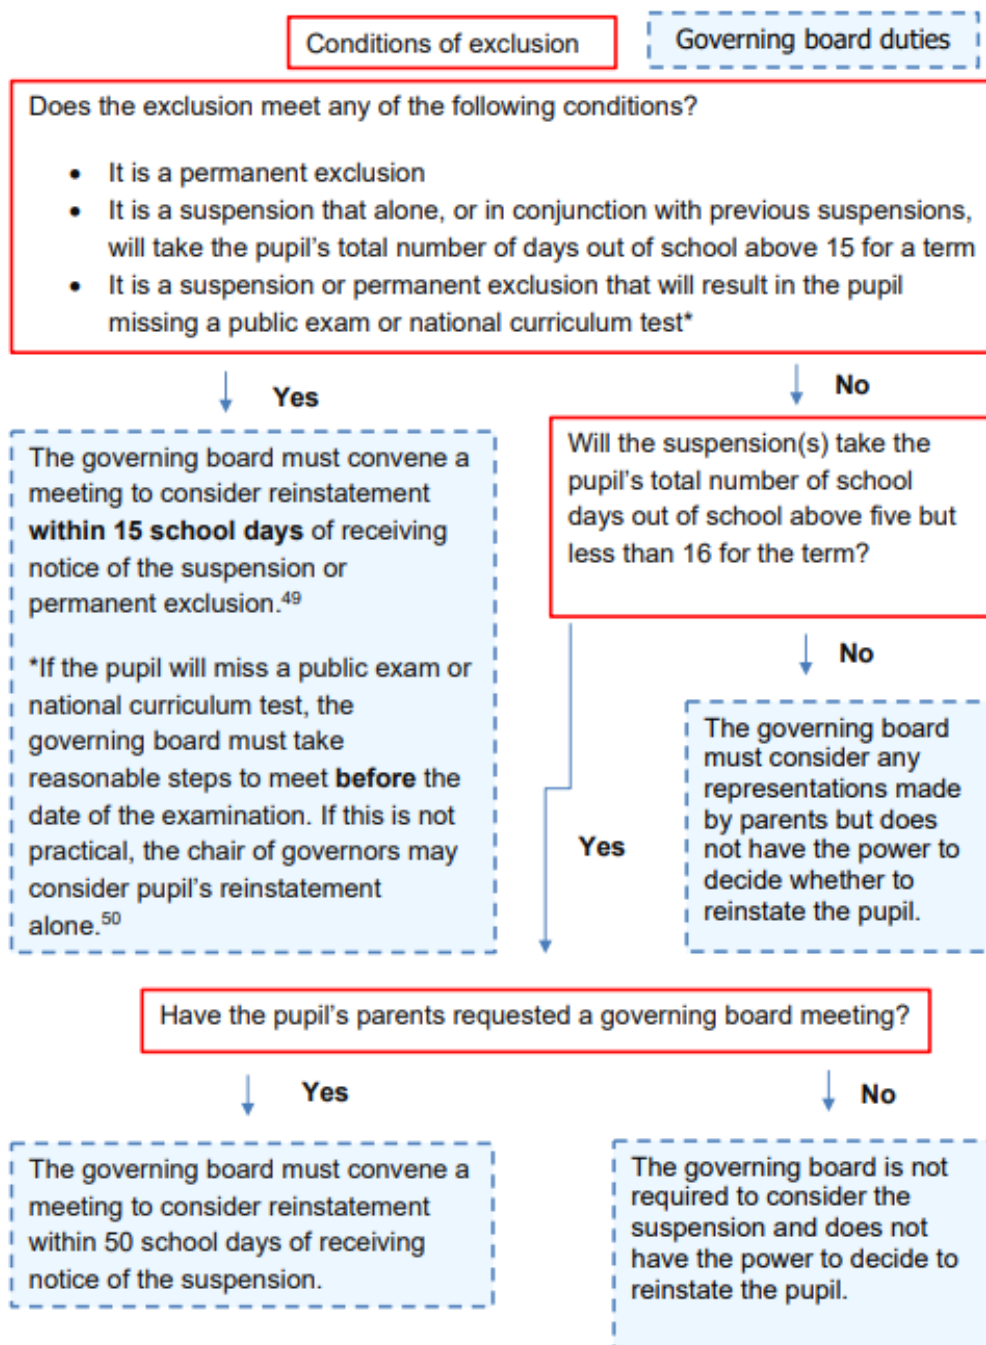 Conditions of exclusion
Governing board duties
Does the exclusion meet any of the following conditions?
• It is a permanent exclusion
• It is a suspension that alone, or in conjunction with previous suspensions,
will take the pupil's total number of days out of school above 15 for a term
• It is a suspension or permanent exclusion that will result in the pupil
missing a public exam or national curriculum test*
Yes
No
The governing board must convene a
meeting to consider reinstatement
within 15 school days of receiving
notice of the suspension or
permanent exclusion.49
*If the pupil will miss a public exam or
national curriculum test, the
governing board must take
reasonable steps to meet before the
date of the examination. If this is not
practical, the chair of governors may
consider pupil's reinstatement
alone.50
Will the suspension(s) take the
pupil's total number of school
days out of school above five but
less than 16 for the term?
No
The governing board
must consider any
representations made
by parents but does
not have the power to
decide whether to
reinstate the pupil.
Yes
Have the pupil's parents requested a governing board meeting?
Yes
No
The governing board must convene a
meeting to consider reinstatement
within 50 school days of receiving
notice of the suspension.
The governing board is not
required to consider the
suspension and does not
have the power to decide to
reinstate the pupil.